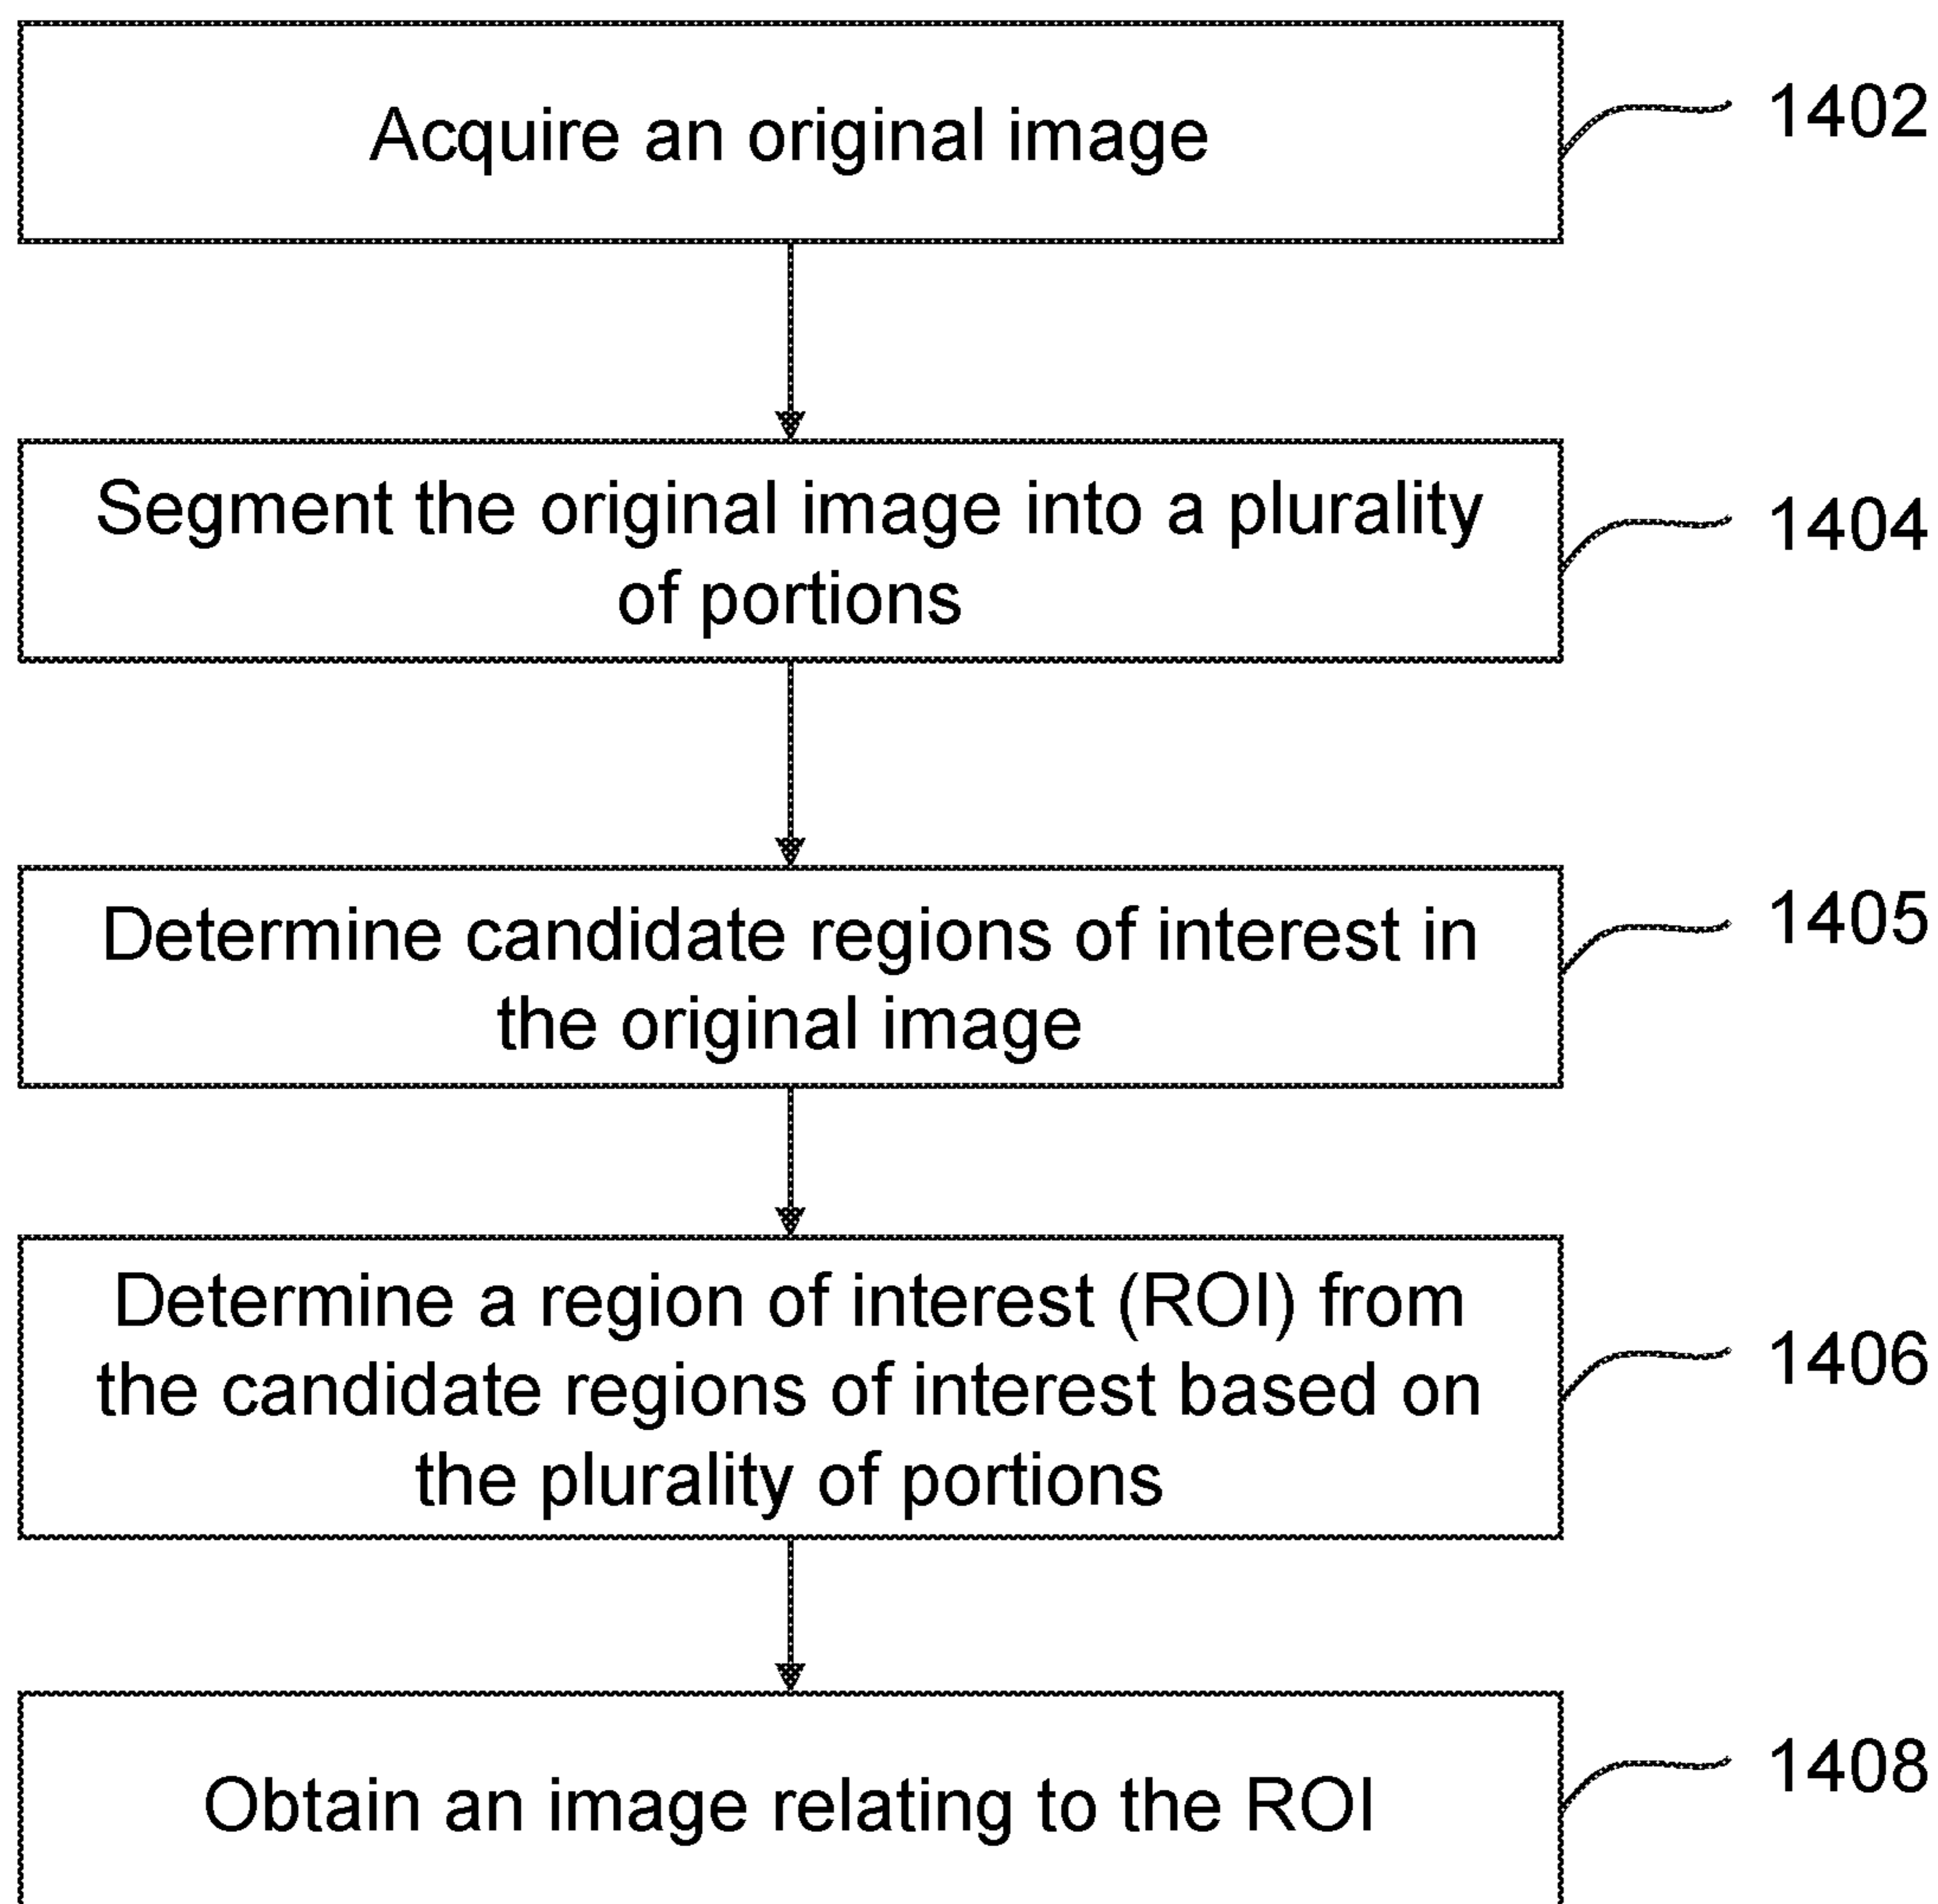 Acquire an original image
1402
Segment the original image into a plurality
of portions
1404
Determine candidate regions of interest in
the original image
1405
Determine a region of interest (ROI) from
the candidate regions of interest based on
the plurality of portions
1406
Obtain an image relating to the ROI
1408